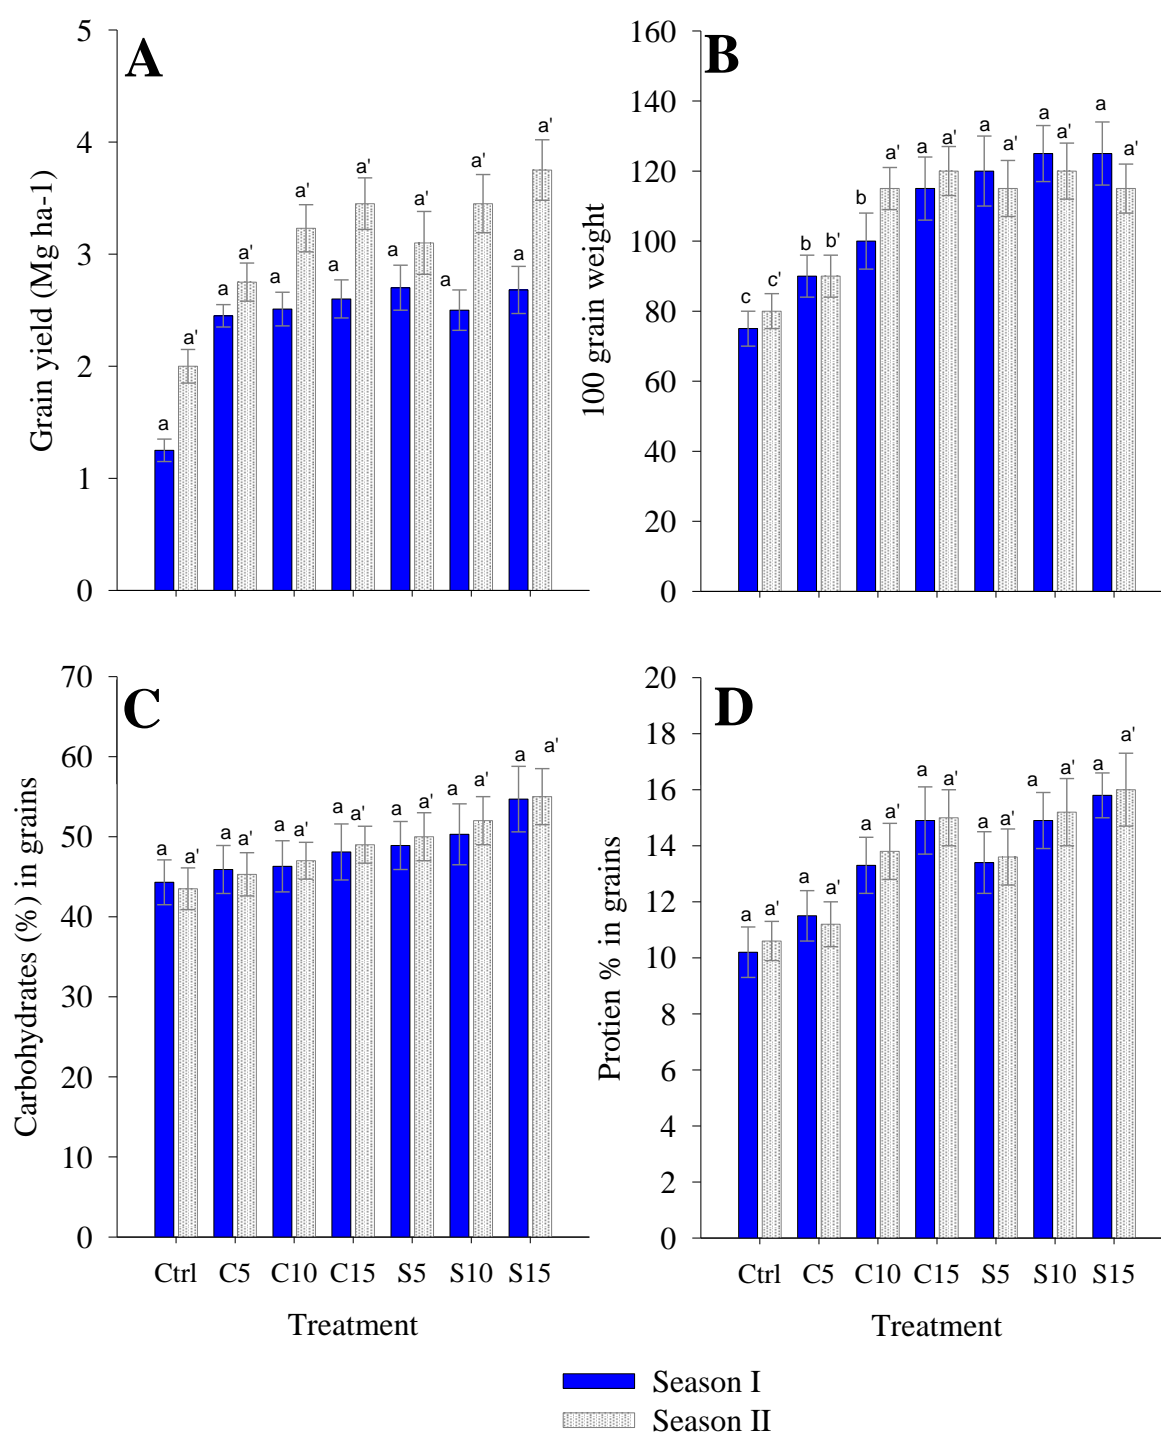 A
Grain yield (Mg ha-1)
5
4
3
2
1
0
a a' a a' a a' a a' a a' a a' a a'
B
100 grain weight
160
140
120
100
80
60
40
20
0
c c' b b' b a' a a' a a' a a' a a'
C
Carbohydrates (%) in grains
70
60
50
40
30
20
10
0
a a' a a' a a' a a' a a' a a' a a'
Ctrl C5 C10 C15 S5 S10 S15
Treatment
D
Protien % in grains
20
18
16
14
12
10
8
6
4
2
0
a a' a a' a a' a a' a a' a a' a a'
Ctrl C5 C10 C15 S5 S10 S15
Treatment
Season I
Season II